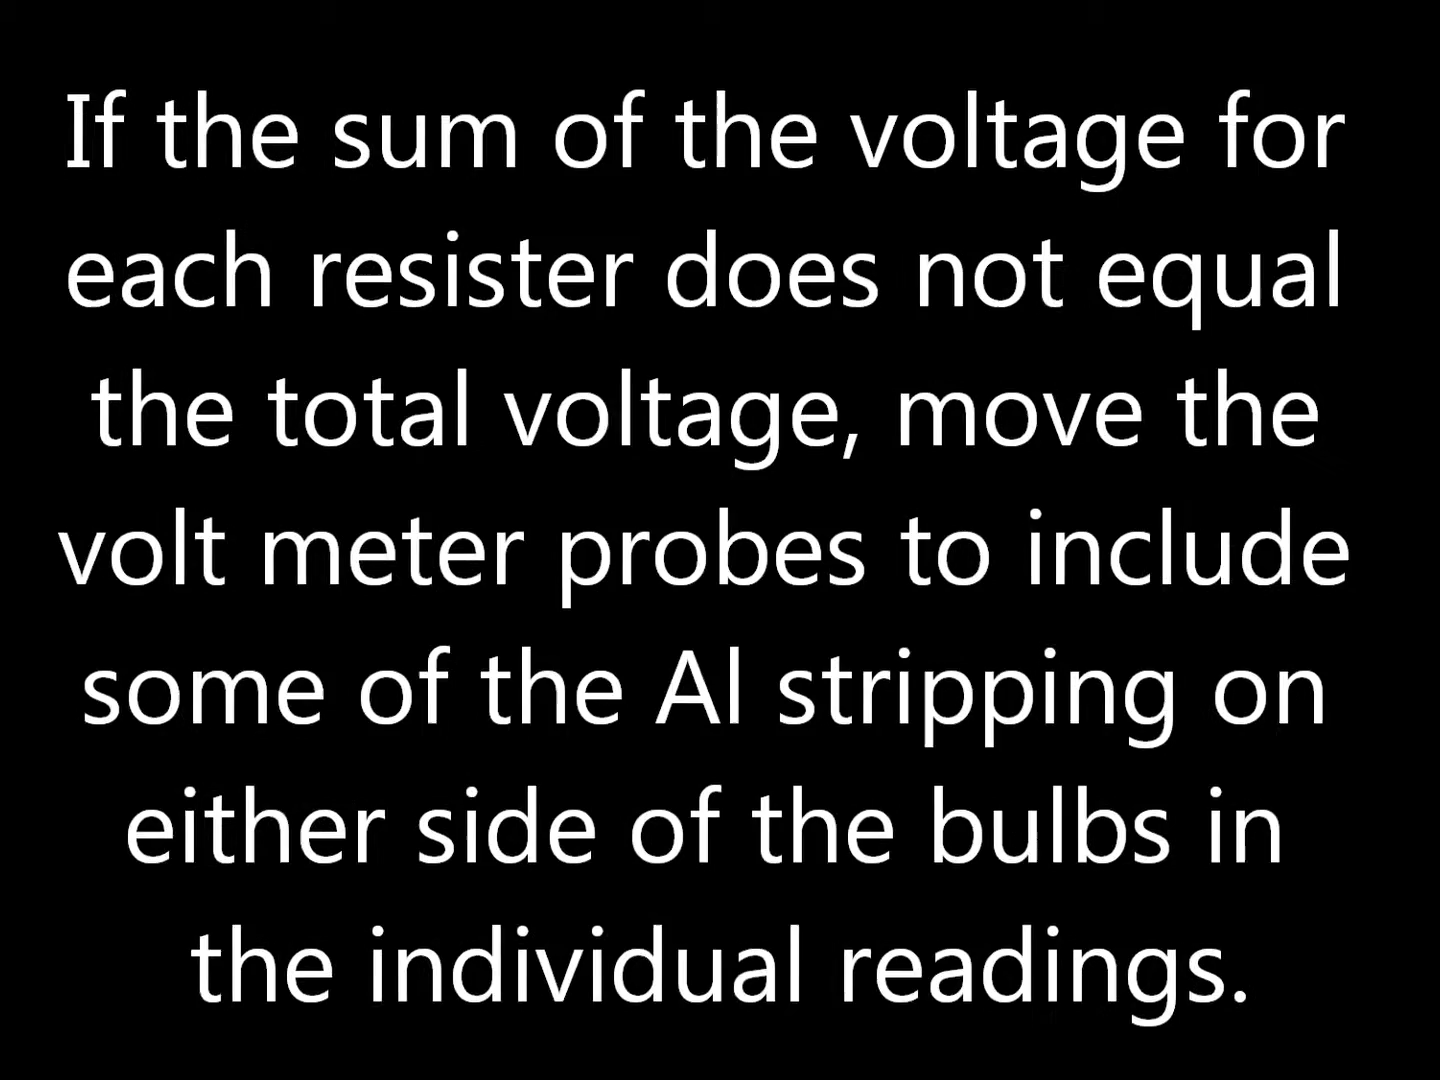 If the sum of the voltage for
each resister does not equal
the total voltage, move the
volt meter probes to include
some of the Al stripping on
either side of the bulbs in
the individual readings.